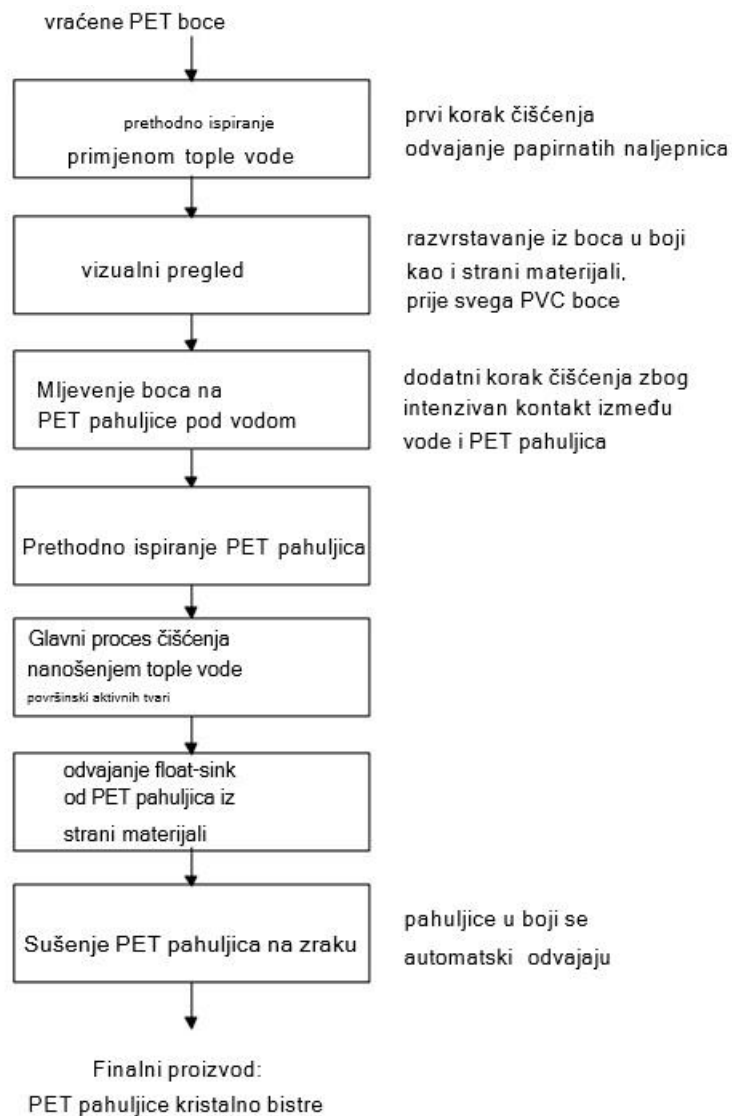 vraćene PET boce
prethodno ispiranje
primjenom tople vode
prvi korak čišćenja
odvajanje papirnatih naljepnica
vizualni pregled
razvrstavanje iz boca u boji
kao i strani materijali,
prije svega PVC boce
Mljevenje boca na
PET pahuljice pod vodom
dodatni korak čišćenja zbog
intenzivan kontakt između
vode i PET pahuljica
Prethodno ispiranje PET pahuljica
Glavni proces čišćenja
nanošenjem tople vode
površinski aktivnih tvari
odvajanje float-sink
od PET pahuljica iz
strani materijali
Sušenje PET pahuljica na zraku
pahuljice u boji se
automatski odvajaju
Finalni proizvod:
PET pahuljice kristalno bistre